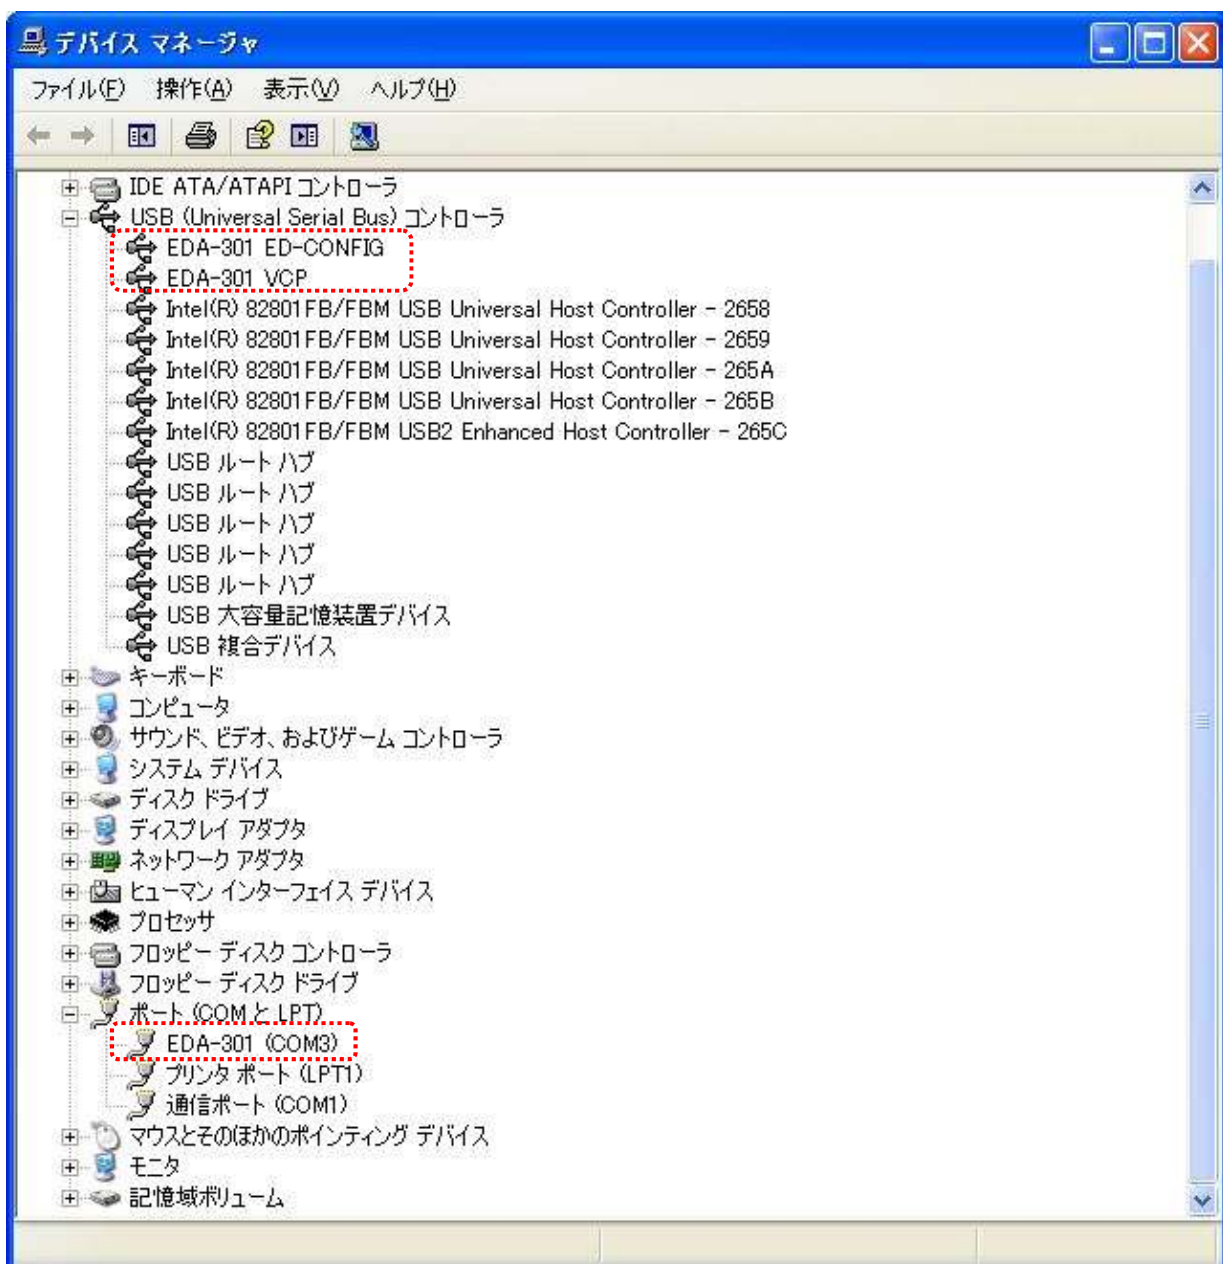 デバイス マネージャ
ファイル(F) 操作(A) 表示(V) ヘルプ(H)
IDE ATA/ATAPI コントローラ
USB (Universal Serial Bus) コントローラ
EDA-301 ED-CONFIG
EDA-301 VCP
Intel(R) 82801FB/FBM USB Universal Host Controller - 2658
Intel(R) 82801FB/FBM USB Universal Host Controller - 2659
Intel(R) 82801FB/FBM USB Universal Host Controller - 265A
Intel(R) 82801FB/FBM USB Universal Host Controller - 265B
Intel(R) 82801FB/FBM USB2 Enhanced Host Controller - 265C
USB ルート ハブ
USB ルート ハブ
USB ルート ハブ
USB ルート ハブ
USB ルート ハブ
USB 大容量記憶装置デバイス
USB 複合デバイス
キーボード
コンピュータ
サウンド、ビデオ、およびゲーム コントローラ
システム デバイス
ディスク ドライブ
ディスプレイ アダプタ
ネットワーク アダプタ
ヒューマン インターフェイス デバイス
プロセッサ
フロッピー ディスク コントローラ
フロッピー ディスク ドライブ
ポート (COM と LPT)
EDA-301 (COM3)
プリンタ ポート (LPT1)
通信ポート (COM1)
マウスとそのほかのポインティング デバイス
モニタ
記憶域ボリューム